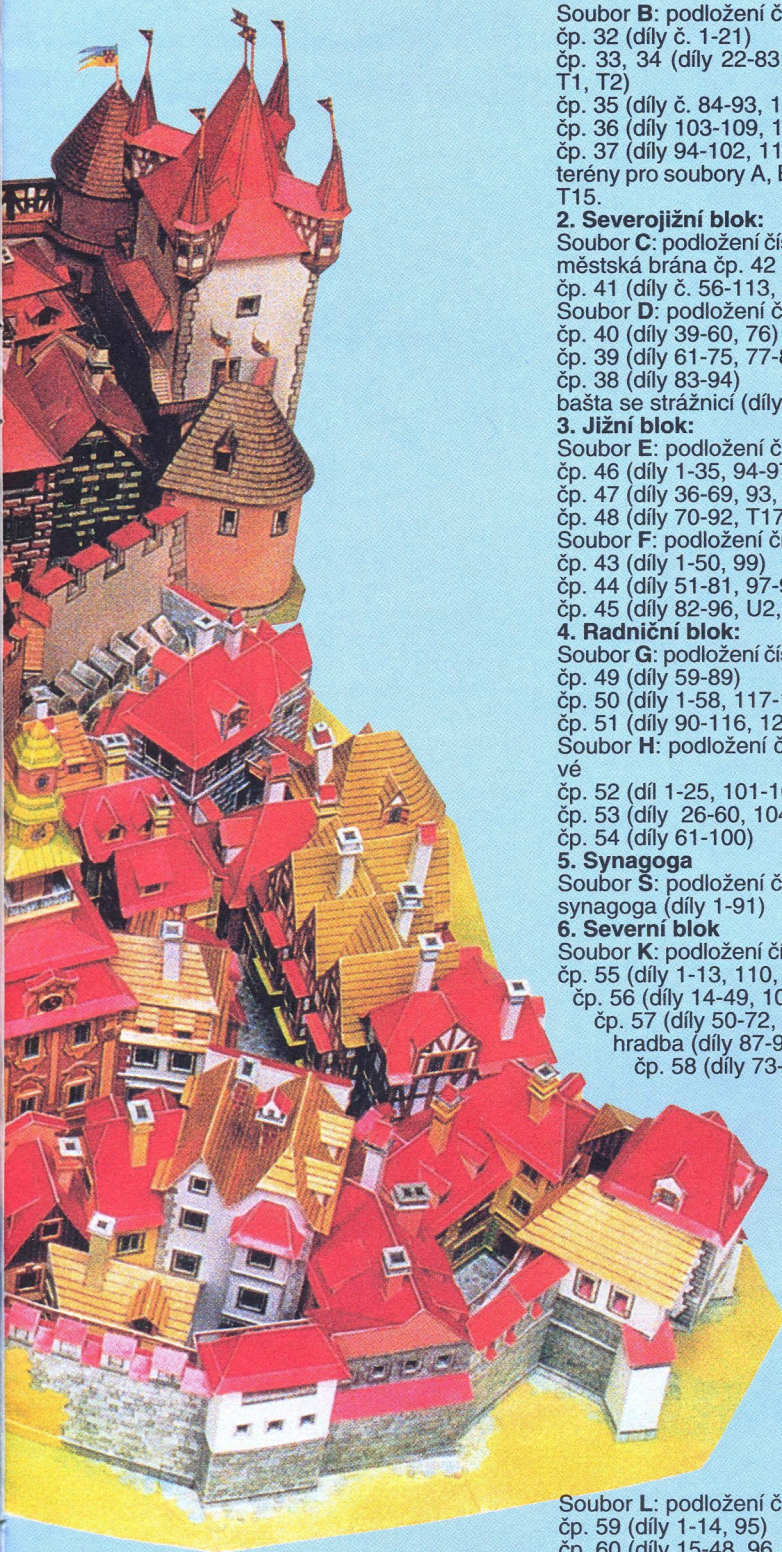 Soubor B: podložení č
čp. 32 (díly č. 1-21)
čp. 33, 34 (díly 22-83
T1, T2)
čp. 35 (díly č. 84-93, 1
čp. 36 (díly 103-109, 1
čp. 37 (díly 94-102, 11
terény pro soubory A, B
T15.
2. Severojižní blok:
Soubor C: podložení čís
městská brána čp. 42
čp. 41 (díly č. 56-113,
Soubor D: podložení č
čp. 40 (díly 39-60, 76)
čp. 39 (díly 61-75, 77-8
čp. 38 (díly 83-94)
bašta se strážnicí (díly
3. Jižní blok:
Soubor E: podložení č
čp. 46 (díly 1-35, 94-97
čp. 47 (díly 36-69, 93,
čp. 48 (díly 70-92, T17
Soubor F: podložení čí
čp. 43 (díly 1-50, 99)
čp. 44 (díly 51-81, 97-9
čp. 45 (díly 82-96, U2,
4. Radniční blok:
Soubor G: podložení čís
čp. 49 (díly 59-89)
čp. 50 (díly 1-58, 117-
čp. 51 (díly 90-116, 12
Soubor H: podložení č
vé
čp. 52 (díl 1-25, 101-10
čp. 53 (díly 26-60, 104
čp. 54 (díly 61-100)
5. Synagoga
Soubor S: podložení č
synagoga (díly 1-91)
6. Severní blok
Soubor K: podložení čí
čp. 55 (díly 1-13, 110,
čp. 56 (díly 14-49, 10
čp. 57 (díly 50-72,
hradba (díly 87-9
čp. 58 (díly 73-
Soubor L: podložení č
čp. 59 (díly 1-14, 95)
čp. 60 (díly 15-48, 96